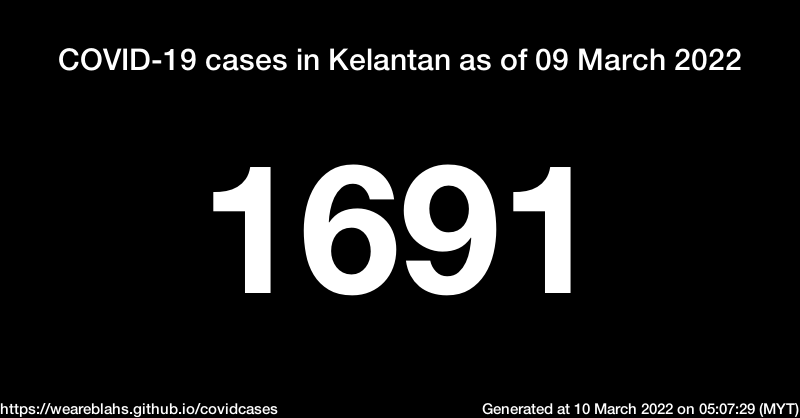 COVID-19 cases in Kelantan as of 09 March 2022
1691
https://weareblahs.github.io/covidcases
Generated at 10 March 2022 on 05:07:29 (MYT)